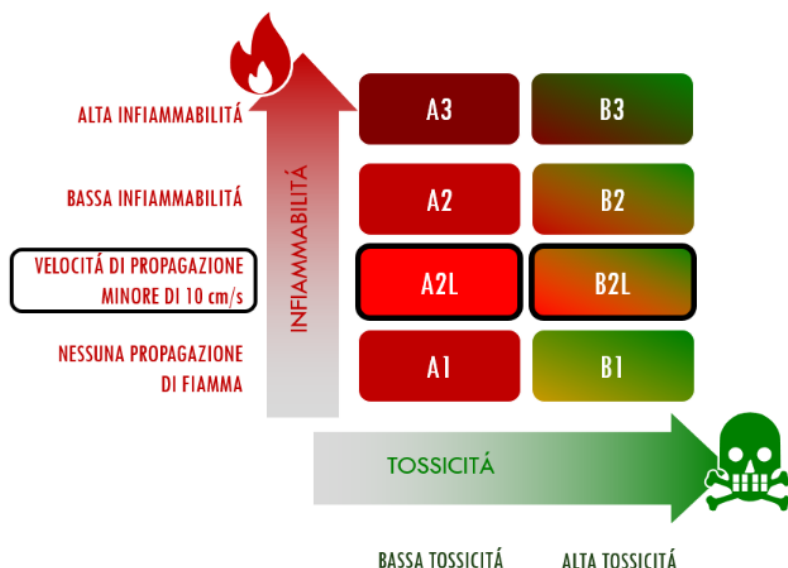 ALTA INFIAMMABILITÁ
A3
B3
BASSA INFIAMMABILITÁ
A2
B2
VELOCITÁ DI PROPAGAZIONE
MINORE DI 10 cm/s
A2L
B2L
NESSUNA PROPAGAZIONE
DI FIAMMA
A1
B1
INFIAMMABILITÁ
TOSSICITÁ
BASSA TOSSICITÁ
ALTA TOSSICITÁ